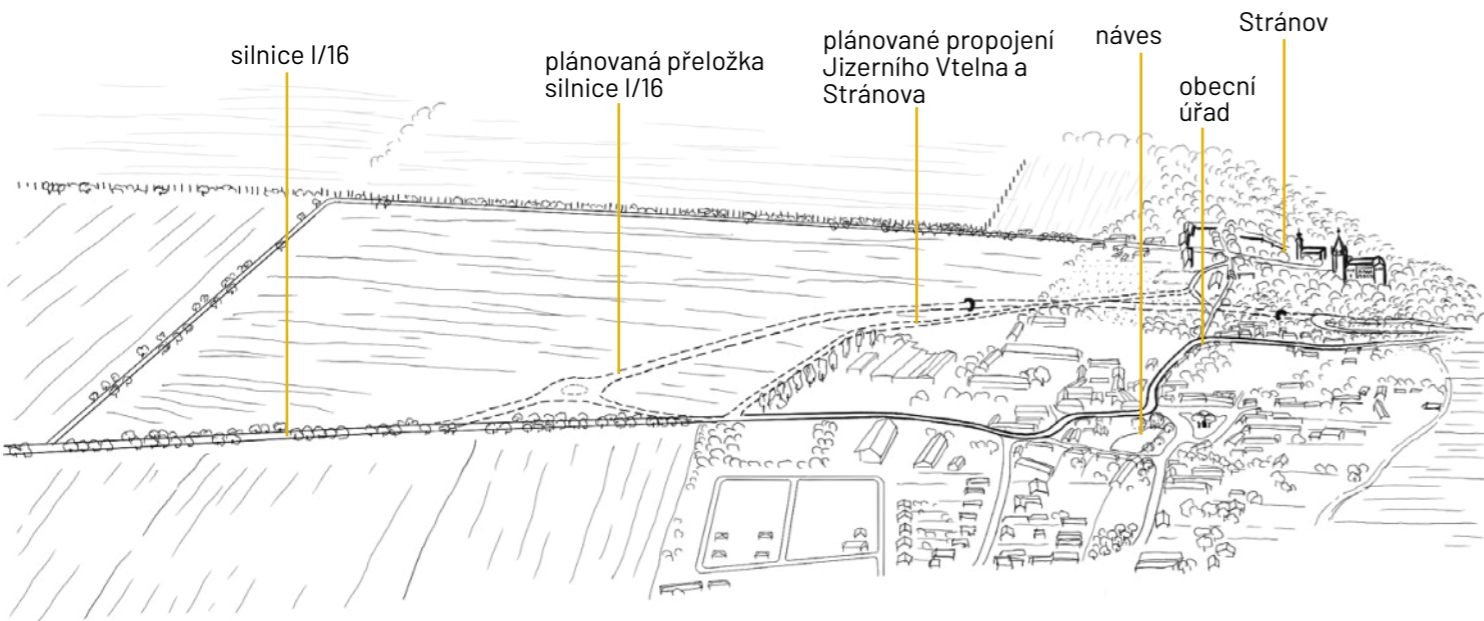 silnice I/16
plánovaná přeložka
silnice I/16
plánované propojení
Jizerního Vtelna a
Stránova
náves
obecní
úřad
Stránov